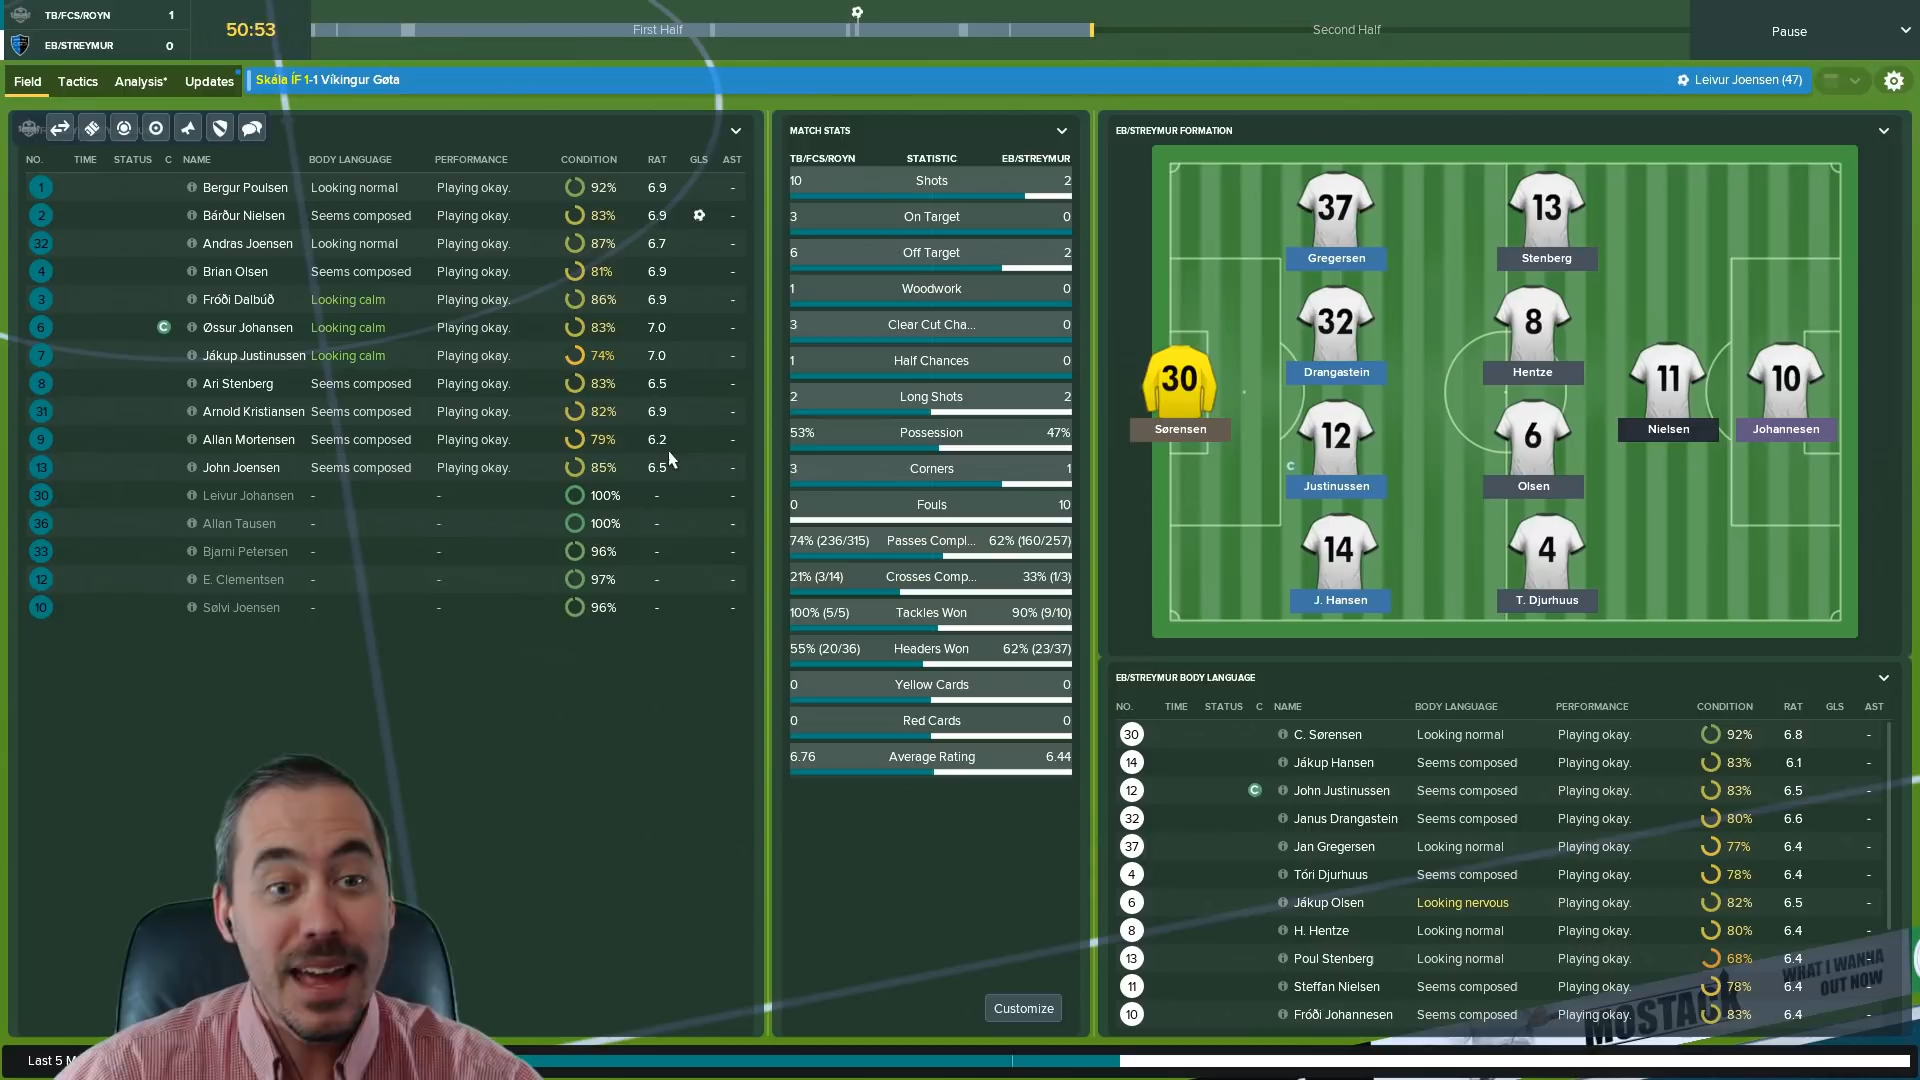 TB/FCS/ROYN 1
EB/STREYMUR 0
50:53
First Half
Second Half
Pause
Field Tactics Analysis* Updates
Skála ÍF 1-1 Víkingur Gøta
Leivur Joensen (47)
NO. TIME STATUS C NAME BODY LANGUAGE PERFORMANCE CONDITION RAT GLS AST
1 Bergur Poulsen Looking normal Playing okay. 92% 6.9 -
2 Bárður Nielsen Seems composed Playing okay. 83% 6.9 -
32 Andras Joensen Looking normal Playing okay. 87% 6.7 -
4 Brian Olsen Seems composed Playing okay. 81% 6.9 -
3 Fróði Dalbúð Looking calm Playing okay. 86% 6.9 -
6 C Øssur Johansen Looking calm Playing okay. 83% 7.0 -
7 Jákup Justinussen Looking calm Playing okay. 74% 7.0 -
8 Ari Stenberg Seems composed Playing okay. 83% 6.5 -
31 Arnold Kristiansen Seems composed Playing okay. 82% 6.9 -
9 Allan Mortensen Seems composed Playing okay. 79% 6.2 -
13 John Joensen Seems composed Playing okay. 85% 6.5 -
30 Leivur Johansen - - 100% - -
36 Allan Tausen - - 100% - -
33 Bjarni Petersen - - 96% - -
12 E. Clementsen - - 97% - -
10 Sølvi Joensen - - 96% - -
MATCH STATS
TB/FCS/ROYN STATISTIC EB/STREYMUR
10 Shots 2
3 On Target 0
6 Off Target 2
1 Woodwork 0
3 Clear Cut Cha... 0
1 Half Chances 0
2 Long Shots 2
53% Possession 47%
3 Corners 1
0 Fouls 10
74% (236/315) Passes Compl... 62% (160/257)
21% (3/14) Crosses Comp... 33% (1/3)
100% (5/5) Tackles Won 90% (9/10)
55% (20/36) Headers Won 62% (23/37)
0 Yellow Cards 0
0 Red Cards 0
6.76 Average Rating 6.44
Customize
EB/STREYMUR FORMATION
37 13
Gregersen Stenberg
32 8
Drangastein Hentze
30 11 10
Sørensen Nielsen Johannesen
12 6
C
Justinussen Olsen
14 4
J. Hansen T. Djurhuus
EB/STREYMUR BODY LANGUAGE
NO. TIME STATUS C NAME BODY LANGUAGE PERFORMANCE CONDITION RAT GLS AST
30 C. Sørensen Looking normal Playing okay. 92% 6.8 -
14 Jákup Hansen Seems composed Playing okay. 83% 6.1 -
12 C John Justinussen Seems composed Playing okay. 83% 6.5 -
32 Janus Drangastein Seems composed Playing okay. 80% 6.6 -
37 Jan Gregersen Looking normal Playing okay. 77% 6.4 -
4 Tóri Djurhuus Seems composed Playing okay. 78% 6.4 -
6 Jákup Olsen Looking nervous Playing okay. 82% 6.5 -
8 H. Hentze Looking normal Playing okay. 80% 6.4 -
13 Poul Stenberg Looking normal Playing okay. 68% 6.4 -
11 Steffan Nielsen Seems composed Playing okay. 78% 6.4 -
10 Fróði Johannesen Seems composed Playing okay. 83% 6.4 -
WHAT I WANNA
OUT NOW
MOSTACK
Last 5